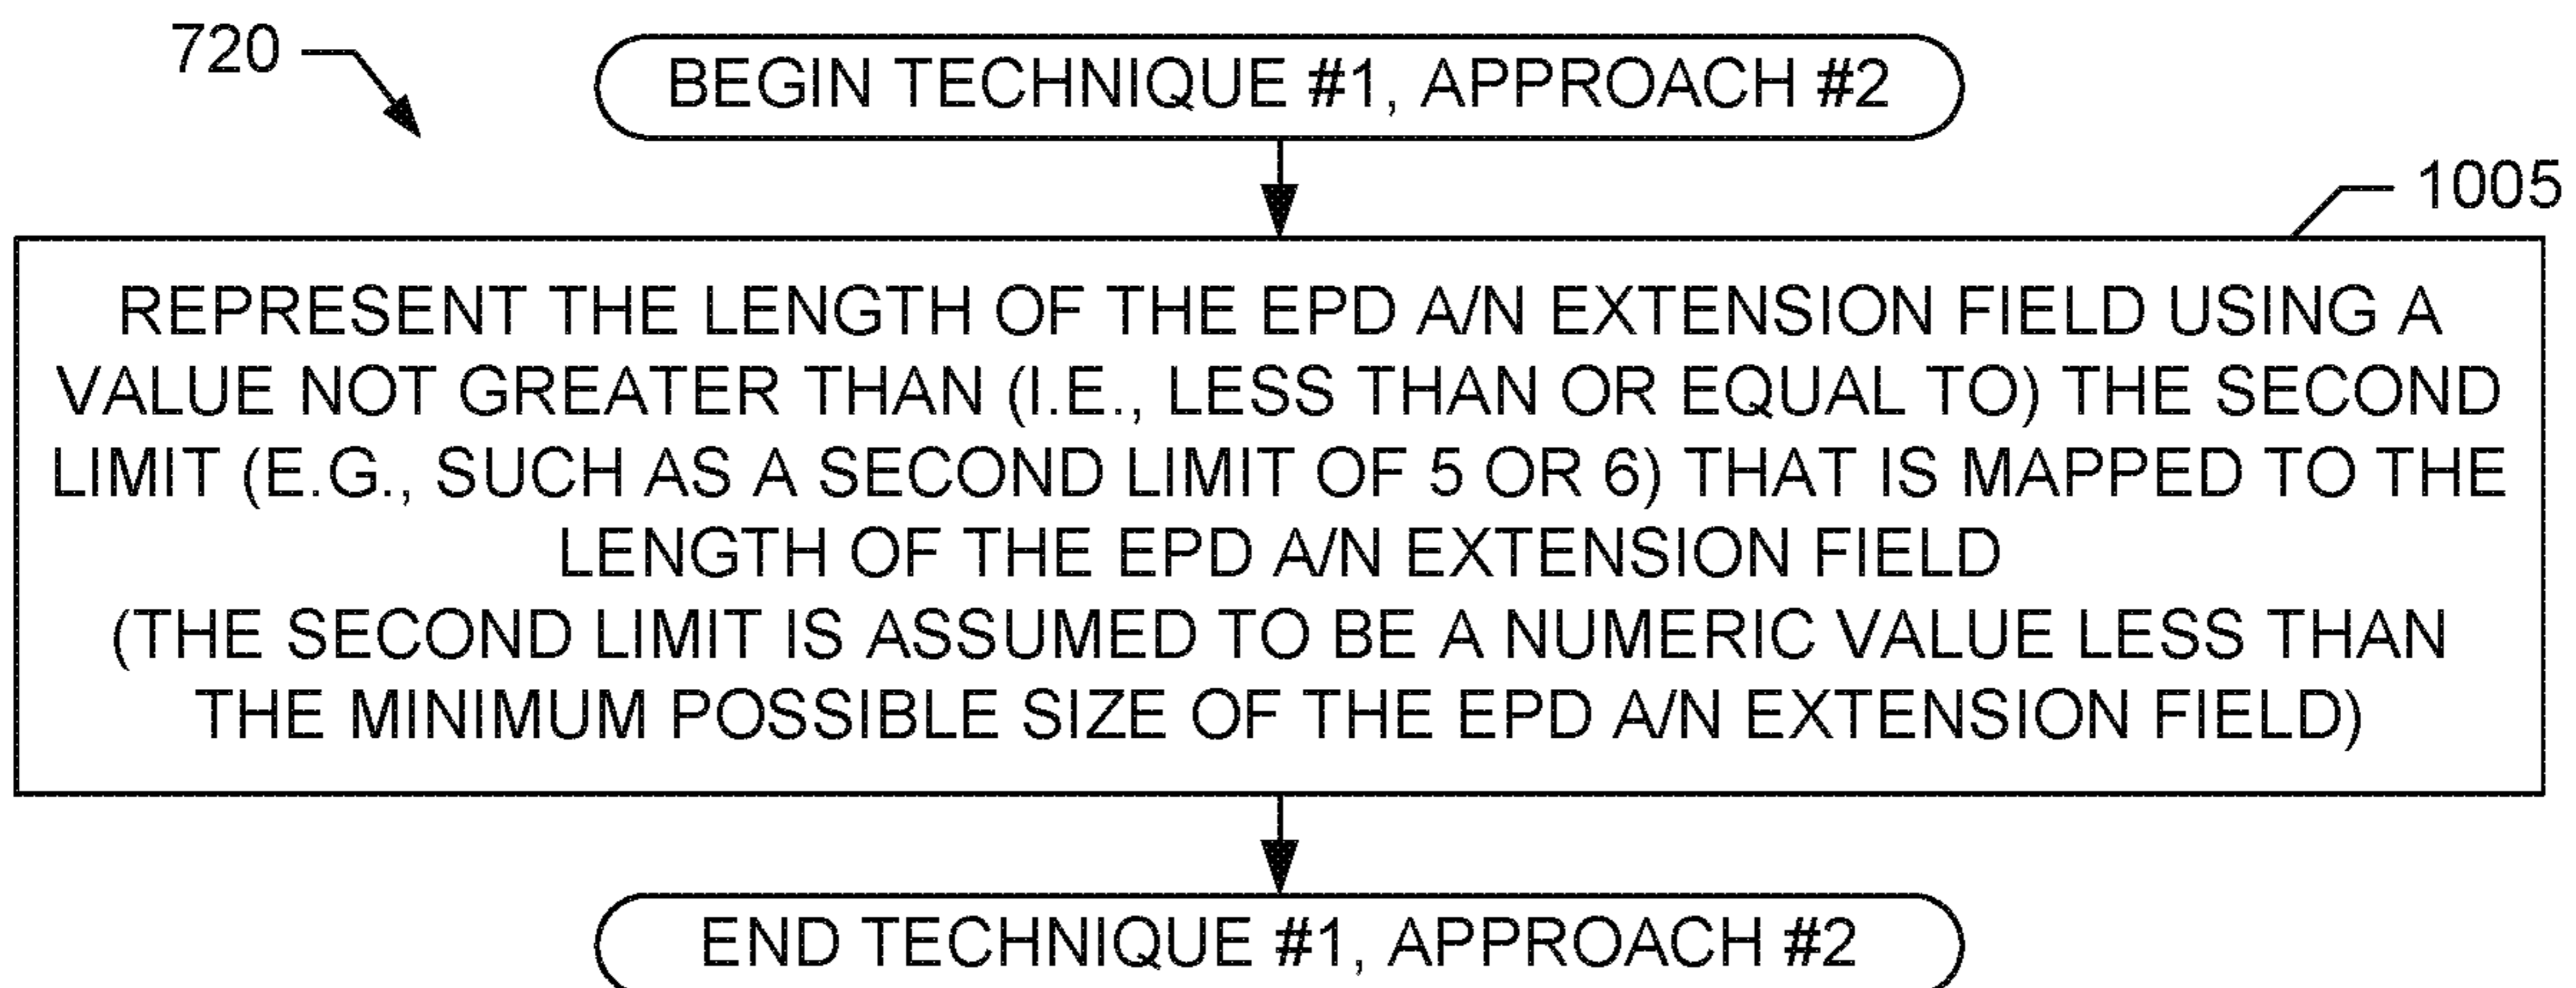 720
BEGIN TECHNIQUE #1, APPROACH #2
1005
REPRESENT THE LENGTH OF THE EPD A/N EXTENSION FIELD USING A
VALUE NOT GREATER THAN (I.E., LESS THAN OR EQUAL TO) THE SECOND
LIMIT (E.G., SUCH AS A SECOND LIMIT OF 5 OR 6) THAT IS MAPPED TO THE
LENGTH OF THE EPD A/N EXTENSION FIELD
(THE SECOND LIMIT IS ASSUMED TO BE A NUMERIC VALUE LESS THAN
THE MINIMUM POSSIBLE SIZE OF THE EPD A/N EXTENSION FIELD)
END TECHNIQUE #1, APPROACH #2